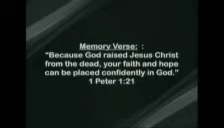 Memory Verse: :
"Because God raised Jesus Christ
from the dead, your faith and hope
can be placed confidently in God."
1 Peter 1:21